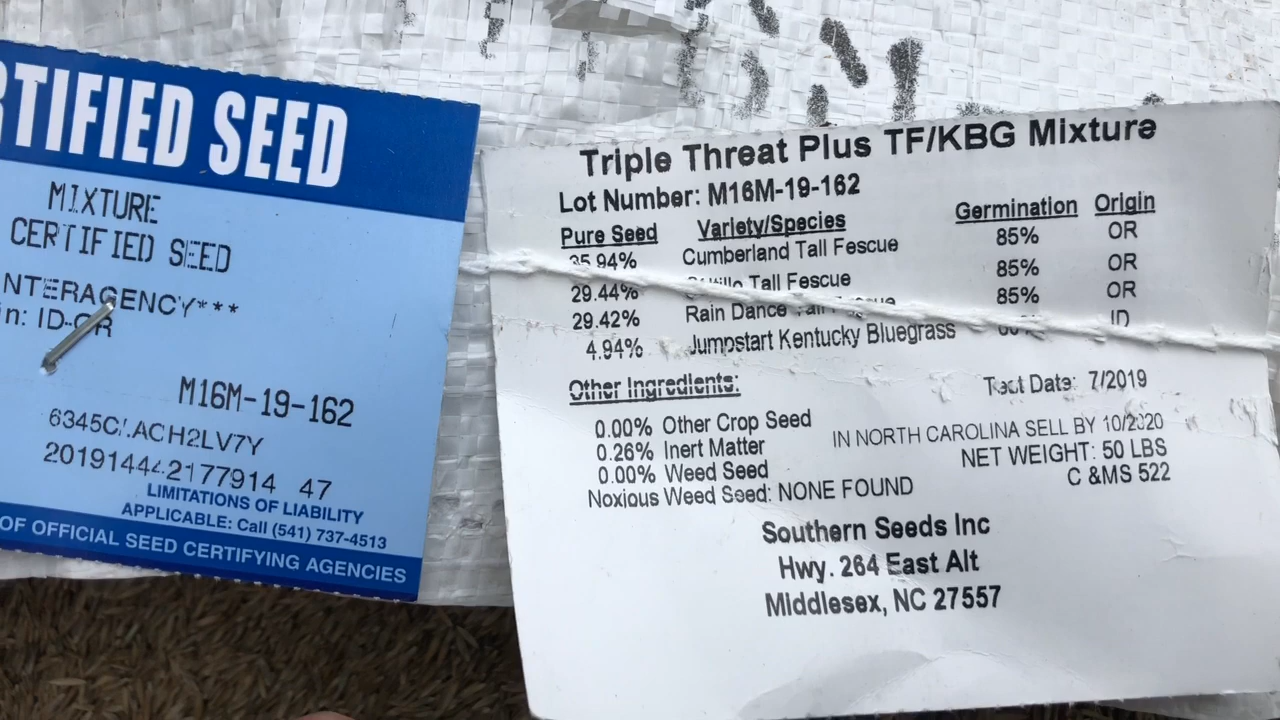 RTIFIED SEED
MIXTURE
CERTIFIED SEED
NTERAGENCY***
in: ID-OR
M16M-19-162
LIMITATIONS OF LIABILITY
APPLICABLE: Call (541) 737-4513
OF OFFICIAL SEED CERTIFYING AGENCIES
Triple Threat Plus TF/KBG Mixture
Lot Number: M16M-19-162
Pure Seed Variety/Species Germination Origin
35.94% Cumberland Tall Fescue 85% OR
29.44% Tall Fescue 85% OR
29.42% Rain Dance Tall Fescue 85% OR
4.94% Jumpstart Kentucky Bluegrass ID
Other Ingredients:
Test Date: 7/2019
0.00% Other Crop Seed
0.26% Inert Matter
0.00% Weed Seed
Noxious Weed Seed: NONE FOUND
IN NORTH CAROLINA SELL BY 10/2020
NET WEIGHT: 50 LBS
C &MS 522
Southern Seeds Inc
Hwy. 264 East Alt
Middlesex, NC 27557